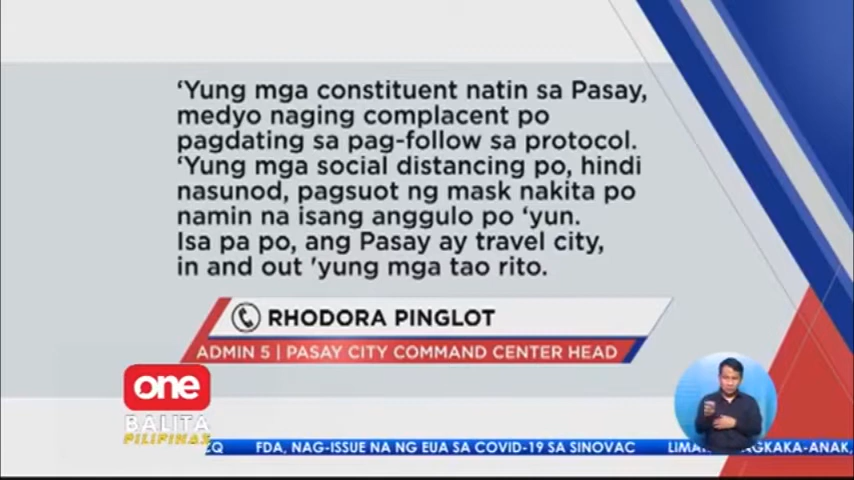 ‘Yung mga constituent natin sa Pasay,
medyo naging complacent po
pagdating sa pag-follow sa protocol.
‘Yung mga social distancing po, hindi
nasunod, pagsuot ng mask nakita po
namin na isang anggulo po ‘yun.
Isa pa po, ang Pasay ay travel city,
in and out 'yung mga tao rito.
RHODORA PINGLOT
ADMIN 5 | PASAY CITY COMMAND CENTER HEAD
one
BALITA
PILIPINAS
FDA, NAG-ISSUE NA NG EUA SA COVID-19 SA SINOVAC